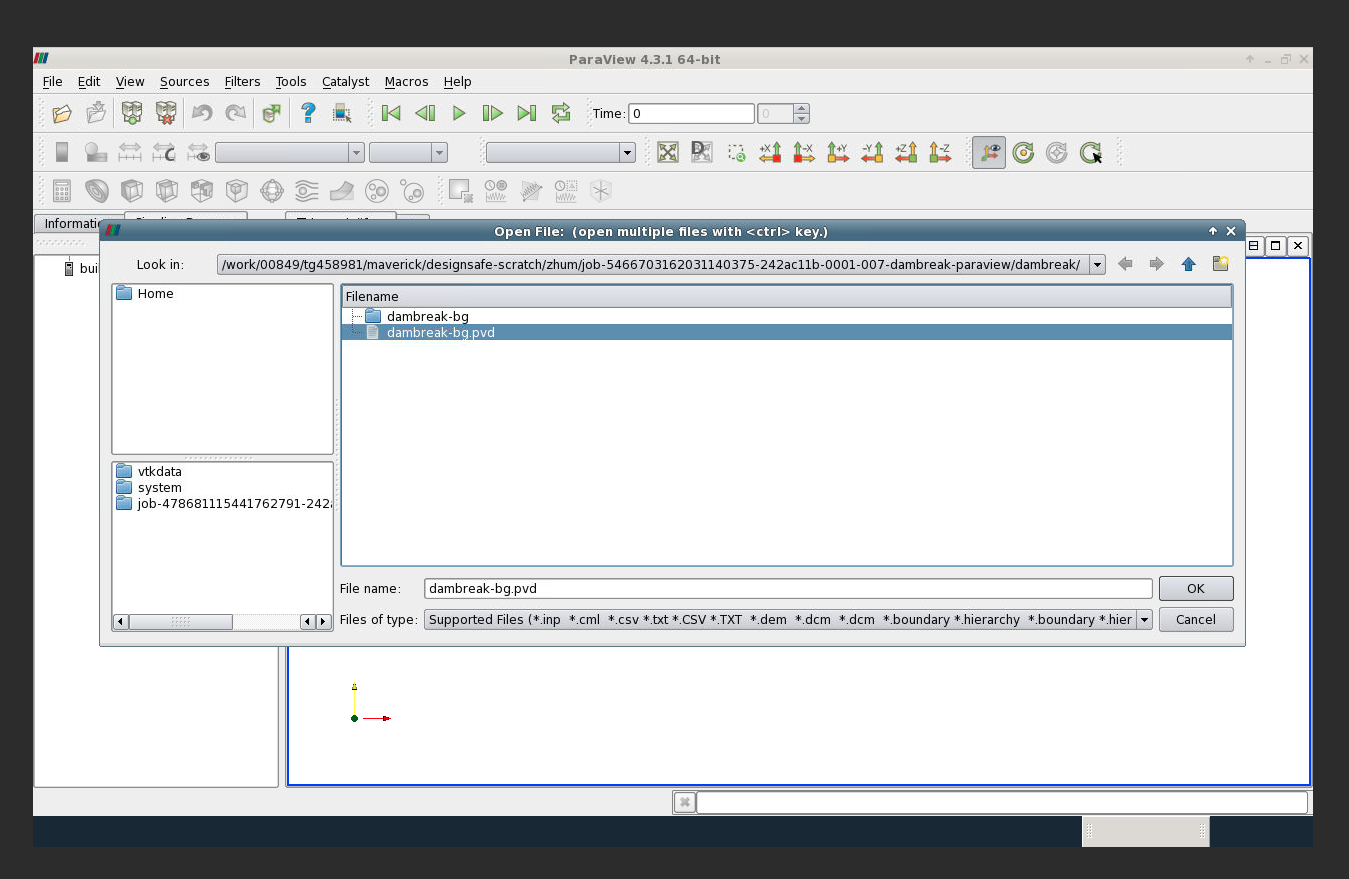 ParaView 4.3.1 64-bit
File Edit View Sources Filters Tools Catalyst Macros Help
Time: 0 0
+X -X +Y -Y +Z -Z
Open File: (open multiple files with <ctrl> key.)
Look in: /work/00849/tg458981/maverick/designsafe-scratch/zhum/job-5466703162031140375-242ac11b-0001-007-dambreak-paraview/dambreak/
Home
Filename
dambreak-bg
dambreak-bg.pvd
vtkdata
system
job-478681115441762791-242
File name: dambreak-bg.pvd OK
Files of type: Supported Files (*.inp *.cml *.csv *.txt *.CSV *.TXT *.dem *.dcm *.dcm *.boundary *.hierarchy *.boundary *.hier Cancel